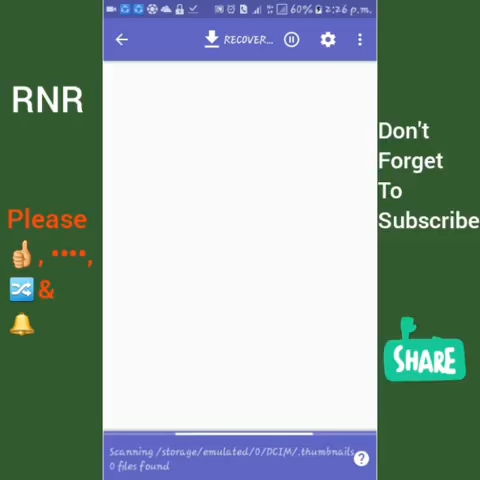 60% 2:26 p.m.
RECOVER...
RNR
Don't
Forget
To
Subscribe
Please
👍, ••••,
🔀 &
🔔
SHARE
Scanning /storage/emulated/0/DCIM/.thumbnails
0 files found
?